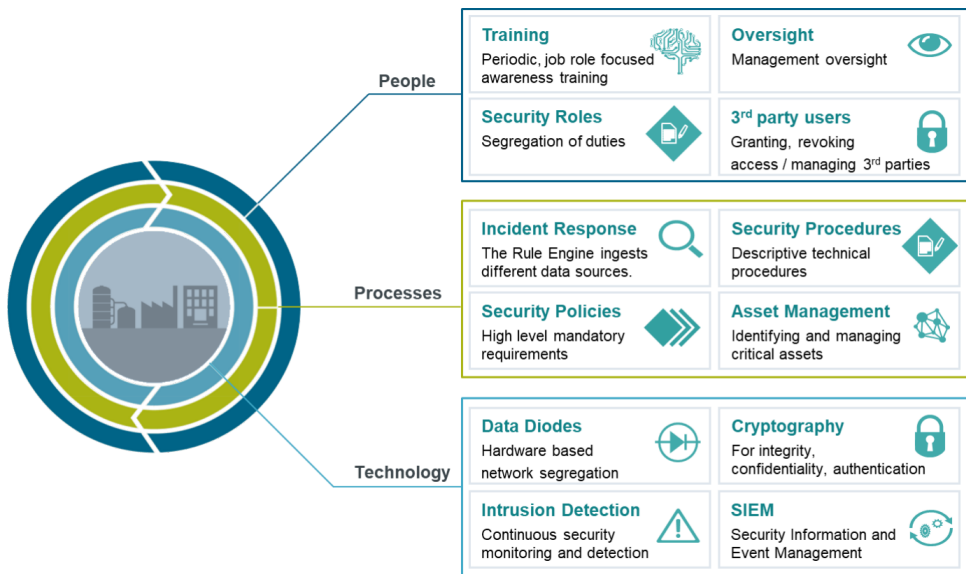 People
Training
Periodic, job role focused
awareness training
Oversight
Management oversight
Security Roles
Segregation of duties
3rd party users
Granting, revoking
access / managing 3rd parties
Processes
Incident Response
The Rule Engine ingests
different data sources.
Security Procedures
Descriptive technical
procedures
Security Policies
High level mandatory
requirements
Asset Management
Identifying and managing
critical assets
Technology
Data Diodes
Hardware based
network segregation
Cryptography
For integrity,
confidentiality, authentication
Intrusion Detection
Continuous security
monitoring and detection
SIEM
Security Information and
Event Management